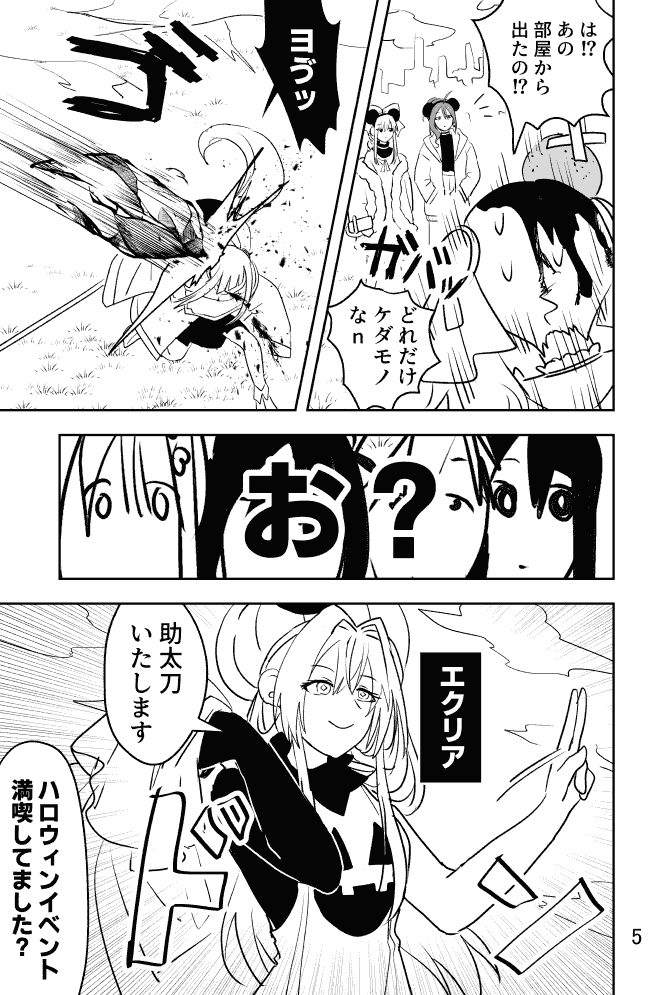 は!?
あの
部屋から
出たの!?
ガバッ
どれだけ
ケダモノ
なn
ヨゔッ
お?
エクリア
助太刀
いたします
ハロウィンイベント
満喫してました?
5